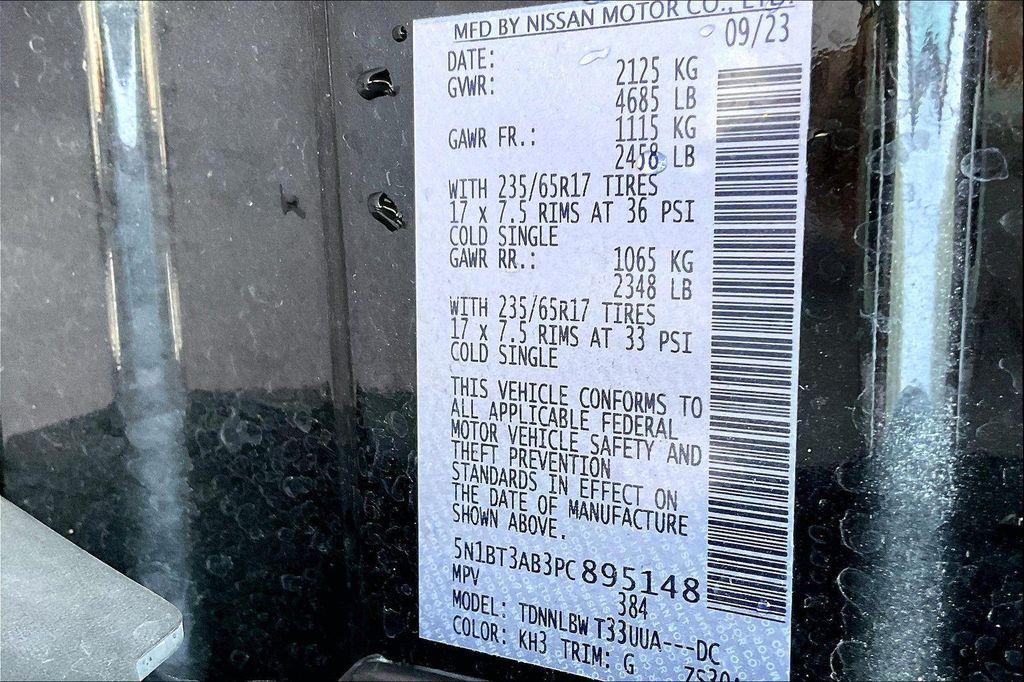 MFD BY NISSAN MOTOR CO., LTD.
DATE: 09/23
GVWR: 2125 KG
4685 LB
GAWR FR.: 1115 KG
2458 LB
WITH 235/65R17 TIRES
17 x 7.5 RIMS AT 36 PSI
COLD SINGLE
GAWR RR.: 1065 KG
2348 LB
WITH 235/65R17 TIRES
17 x 7.5 RIMS AT 33 PSI
COLD SINGLE
THIS VEHICLE CONFORMS TO
ALL APPLICABLE FEDERAL
MOTOR VEHICLE SAFETY AND
THEFT PREVENTION
STANDARDS IN EFFECT ON
THE DATE OF MANUFACTURE
SHOWN ABOVE.
5N1BT3AB3PC895148
MPV 384
MODEL: TDNNLBW T33UUA---DC
COLOR: KH3 TRIM: G